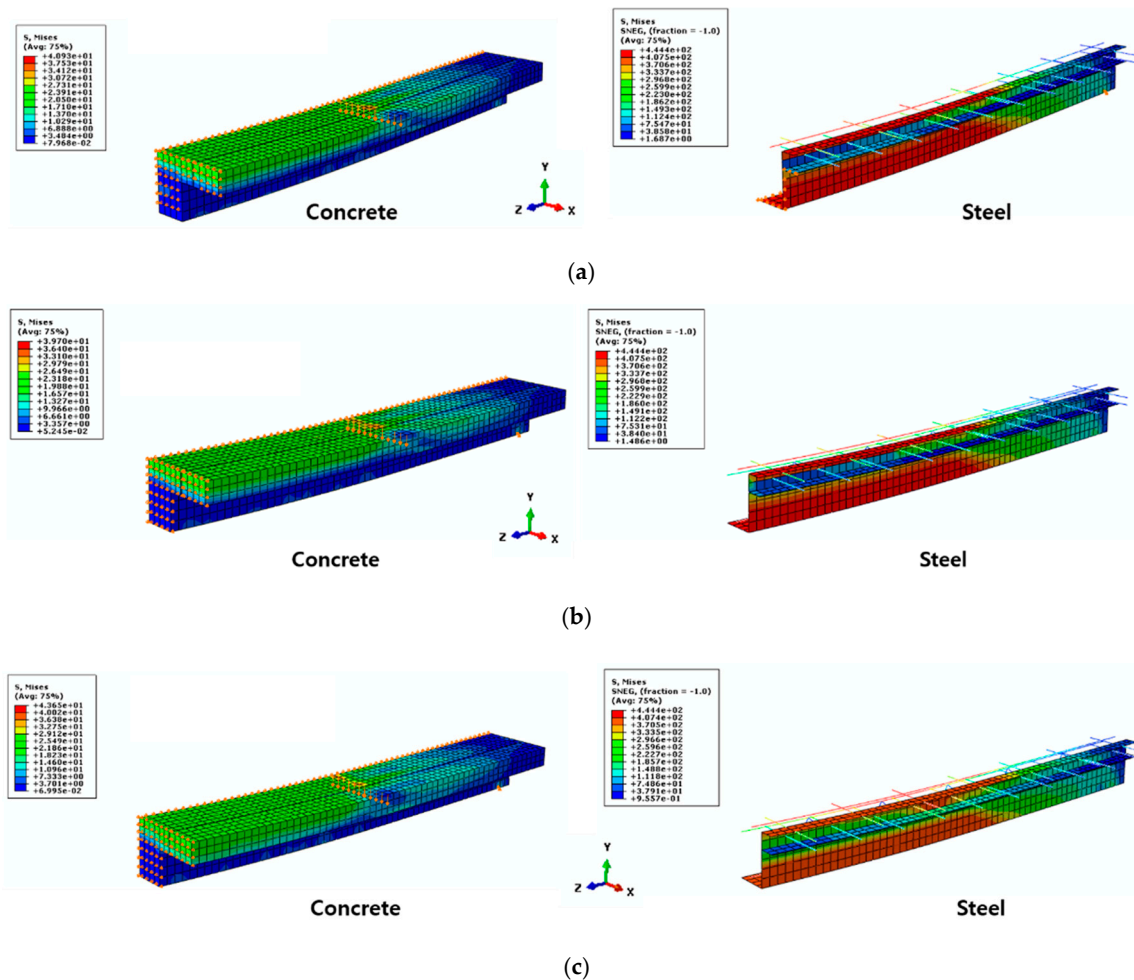 S, Mises
(Avg: 75%)
+4.093e+01
+3.753e+01
+3.412e+01
+3.072e+01
+2.731e+01
+2.391e+01
+2.050e+01
+1.710e+01
+1.370e+01
+1.029e+01
+6.888e+00
+3.484e+00
+7.968e-02
Y
Z
X
Concrete
S, Mises
SNEG, (fraction = -1.0)
(Avg: 75%)
+4.444e+02
+4.075e+02
+3.706e+02
+3.337e+02
+2.968e+02
+2.599e+02
+2.230e+02
+1.862e+02
+1.493e+02
+1.124e+02
+7.547e+01
+3.858e+01
+1.687e+00
Steel
(a)
S, Mises
(Avg: 75%)
+3.970e+01
+3.640e+01
+3.310e+01
+2.979e+01
+2.649e+01
+2.318e+01
+1.988e+01
+1.657e+01
+1.327e+01
+9.966e+00
+6.661e+00
+3.357e+00
+5.245e-02
Y
Z
X
Concrete
S, Mises
SNEG, (fraction = -1.0)
(Avg: 75%)
+4.444e+02
+4.075e+02
+3.706e+02
+3.337e+02
+2.968e+02
+2.599e+02
+2.229e+02
+1.860e+02
+1.491e+02
+1.122e+02
+7.531e+01
+3.840e+01
+1.486e+00
Steel
(b)
S, Mises
(Avg: 75%)
+4.365e+01
+4.002e+01
+3.638e+01
+3.275e+01
+2.912e+01
+2.549e+01
+2.186e+01
+1.823e+01
+1.460e+01
+1.096e+01
+7.333e+00
+3.701e+00
+6.995e-02
Concrete
S, Mises
SNEG, (fraction = -1.0)
(Avg: 75%)
+4.444e+02
+4.074e+02
+3.705e+02
+3.335e+02
+2.966e+02
+2.596e+02
+2.227e+02
+1.857e+02
+1.488e+02
+1.118e+02
+7.486e+01
+3.791e+01
+9.557e-01
Y
Z
X
Steel
(c)